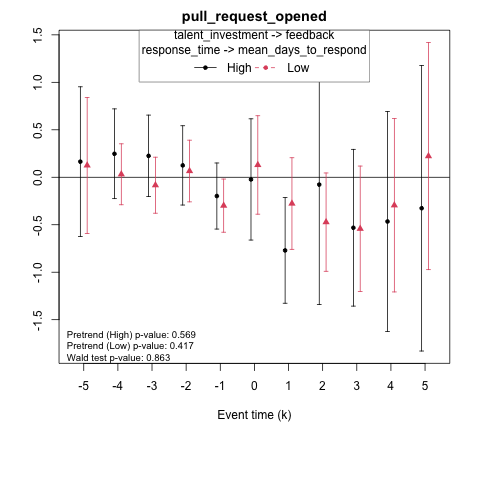 pull_request_opened
talent_investment -> feedback
response_time -> mean_days_to_respond
High Low
1.5
1.0
0.5
0.0
-0.5
-1.0
-1.5
Pretrend (High) p-value: 0.569
Pretrend (Low) p-value: 0.417
Wald test p-value: 0.863
-5 -4 -3 -2 -1 0 1 2 3 4 5
Event time (k)